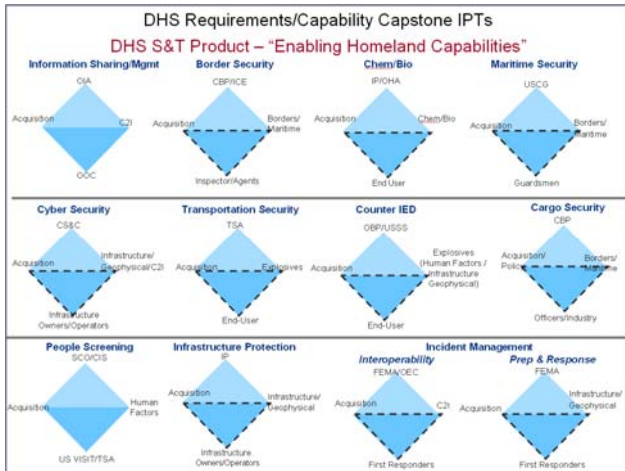 DHS Requirements/Capability Capstone IPTs
DHS S&T Product – “Enabling Homeland Capabilities”
Information Sharing/Mgmt
OIA
Acquisition
C2I
OOC
Border Security
CBP/ICE
Acquisition
Borders/
Maritime
Inspector/Agents
Chem/Bio
IP/OHA
Acquisition
Chem/Bio
End User
Maritime Security
USCG
Acquisition
Borders/
Maritime
Guardsmen
Cyber Security
CS&C
Acquisition
Infrastructure/
Geophysical/C2I
Infrastructure
Owners/Operators
Transportation Security
TSA
Acquisition
Explosives
End-User
Counter IED
OBP/USSS
Acquisition
Explosives
(Human Factors /
Infrastructure
Geophysical)
End-User
Cargo Security
CBP
Acquisition/
Policy
Borders/
Maritime
Officers/Industry
People Screening
SCO/CIS
Acquisition
Human
Factors
US VISIT/TSA
Infrastructure Protection
IP
Acquisition
Infrastructure/
Geophysical
Infrastructure
Owners/Operators
Incident Management
Interoperability
FEMA/OEC
Acquisition
C2I
First Responders
Prep & Response
FEMA
Acquisition
Infrastructure/
Geophysical
First Responders